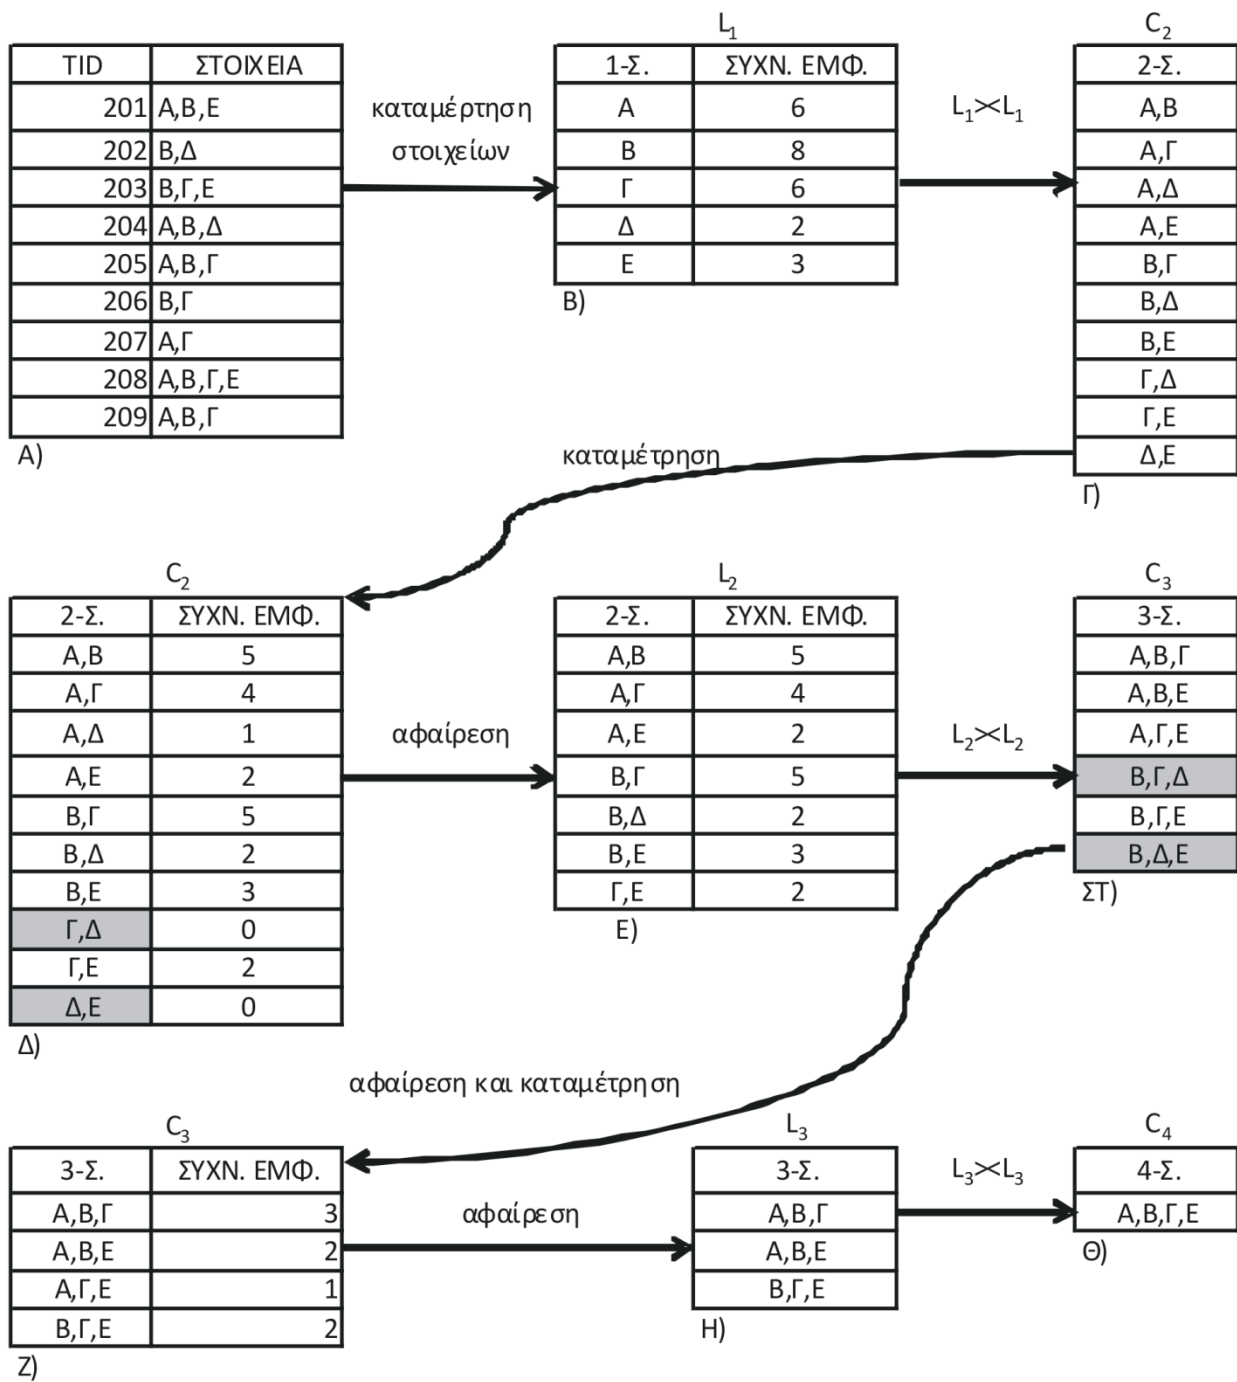 L1
C2
TID ΣΤΟΙΧΕΙΑ
201 Α,Β,Ε
202 Β,Δ
203 Β,Γ,Ε
204 Α,Β,Δ
205 Α,Β,Γ
206 Β,Γ
207 Α,Γ
208 Α,Β,Γ,Ε
209 Α,Β,Γ
Α)
καταμέρτηση
στοιχείων
1-Σ. ΣΥΧΝ. ΕΜΦ.
Α 6
Β 8
Γ 6
Δ 2
Ε 3
Β)
L1><L1
2-Σ.
Α,Β
Α,Γ
Α,Δ
Α,Ε
Β,Γ
Β,Δ
Β,Ε
Γ,Δ
Γ,Ε
Δ,Ε
Γ)
καταμέτρηση
C2
2-Σ. ΣΥΧΝ. ΕΜΦ.
Α,Β 5
Α,Γ 4
Α,Δ 1
Α,Ε 2
Β,Γ 5
Β,Δ 2
Β,Ε 3
Γ,Δ 0
Γ,Ε 2
Δ,Ε 0
Δ)
αφαίρεση
L2
2-Σ. ΣΥΧΝ. ΕΜΦ.
Α,Β 5
Α,Γ 4
Α,Ε 2
Β,Γ 5
Β,Δ 2
Β,Ε 3
Γ,Ε 2
Ε)
L2><L2
C3
3-Σ.
Α,Β,Γ
Α,Β,Ε
Α,Γ,Ε
Β,Γ,Δ
Β,Γ,Ε
Β,Δ,Ε
ΣΤ)
αφαίρεση και καταμέτρηση
C3
3-Σ. ΣΥΧΝ. ΕΜΦ.
Α,Β,Γ 3
Α,Β,Ε 2
Α,Γ,Ε 1
Β,Γ,Ε 2
Ζ)
αφαίρεση
L3
3-Σ.
Α,Β,Γ
Α,Β,Ε
Β,Γ,Ε
Η)
L3><L3
C4
4-Σ.
Α,Β,Γ,Ε
Θ)